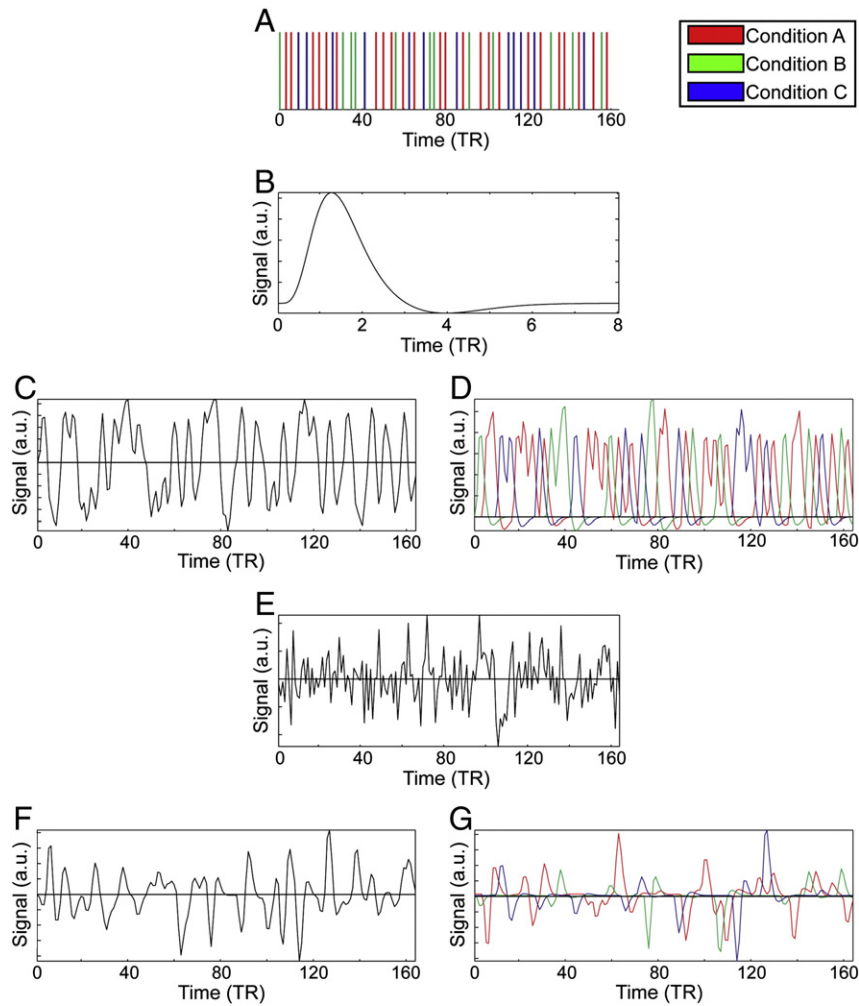 A
0 40 80 120 160
Time (TR)
Condition A
Condition B
Condition C
B
Signal (a.u.)
0 2 4 6 8
Time (TR)
C
Signal (a.u.)
0 40 80 120 160
Time (TR)
D
Signal (a.u.)
0 40 80 120 160
Time (TR)
E
Signal (a.u.)
0 40 80 120 160
Time (TR)
F
Signal (a.u.)
0 40 80 120 160
Time (TR)
G
Signal (a.u.)
0 40 80 120 160
Time (TR)